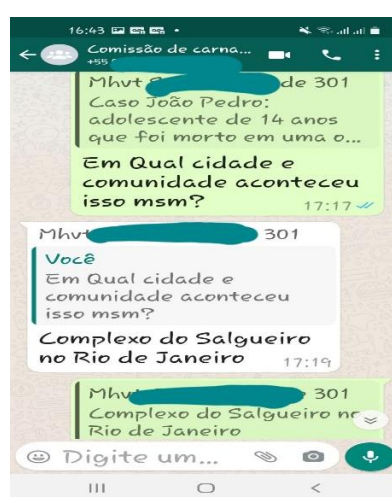 16:43
Comissão de carna...
+55
Mhvt de 301
Caso João Pedro:
adolescente de 14 anos
que foi morto em uma o...
Em Qual cidade e
comunidade aconteceu
isso msm?
17:17
Mhvt 301
Você
Em Qual cidade e
comunidade aconteceu
isso msm?
Complexo do Salgueiro
no Rio de Janeiro
17:19
301
Complexo do Salgueiro
Rio de Janeiro
Digite um...